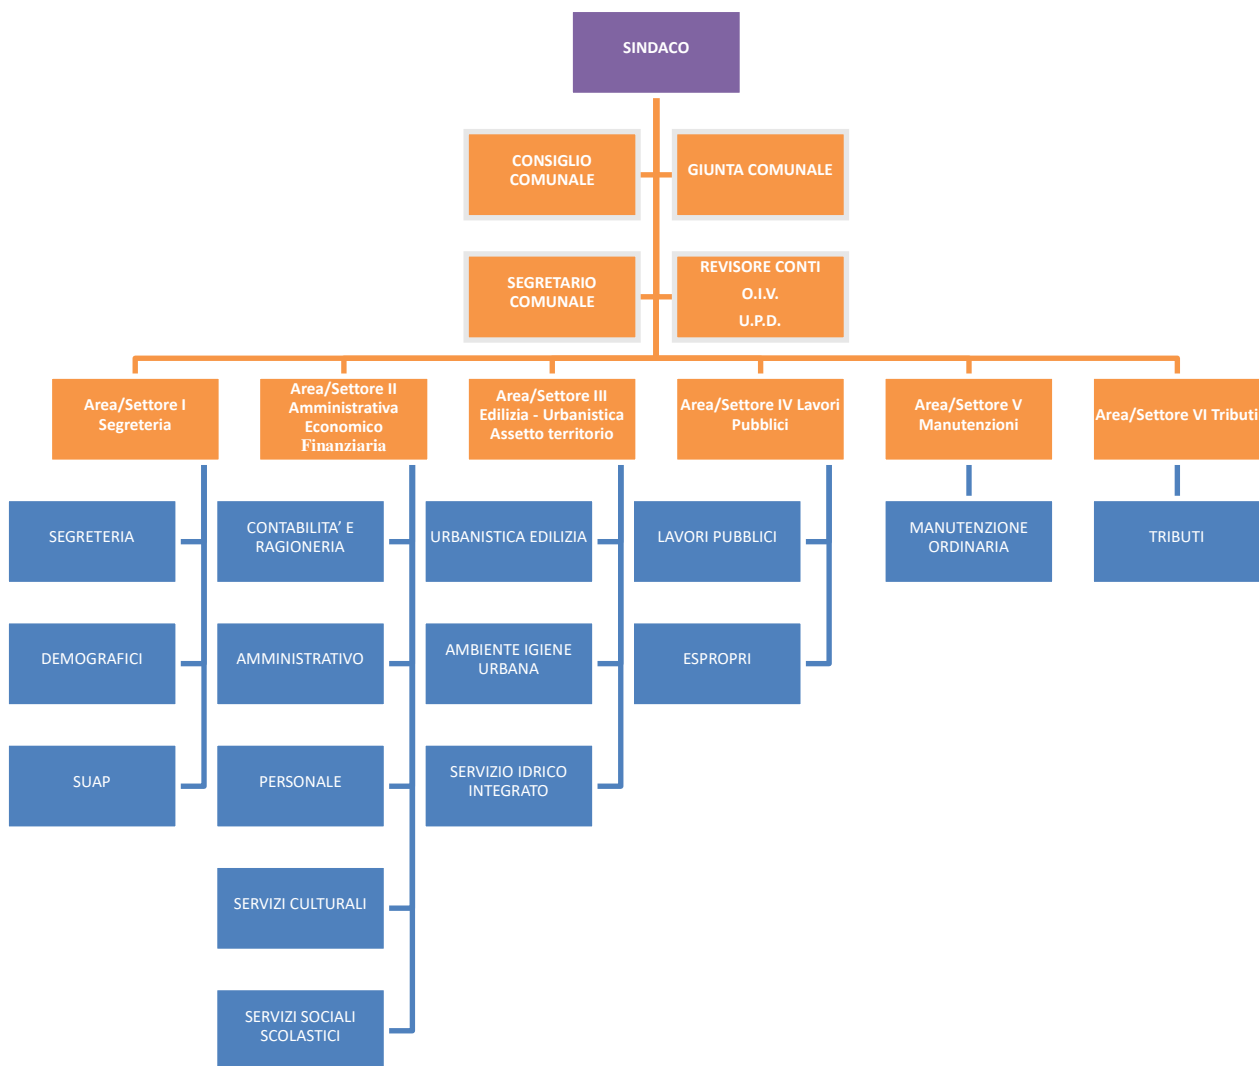 SINDACO
CONSIGLIO
COMUNALE
GIUNTA COMUNALE
SEGRETARIO
COMUNALE
REVISORE CONTI
O.I.V.
U.P.D.
Area/Settore I
Segreteria
Area/Settore II
Amministrativa
Economico
Finanziaria
Area/Settore III
Edilizia - Urbanistica
Assetto territorio
Area/Settore IV Lavori
Pubblici
Area/Settore V
Manutenzioni
Area/Settore VI Tributi
SEGRETERIA
DEMOGRAFICI
SUAP
CONTABILITA’ E
RAGIONERIA
AMMINISTRATIVO
PERSONALE
SERVIZI CULTURALI
SERVIZI SOCIALI
SCOLASTICI
URBANISTICA EDILIZIA
AMBIENTE IGIENE
URBANA
SERVIZIO IDRICO
INTEGRATO
LAVORI PUBBLICI
ESPROPRI
MANUTENZIONE
ORDINARIA
TRIBUTI